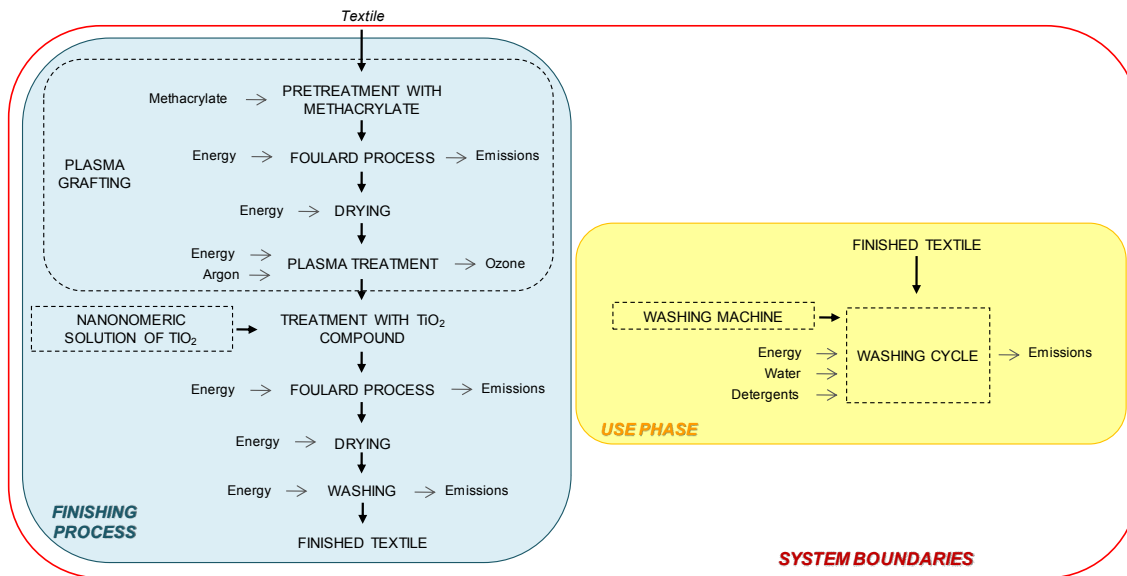 Textile
Methacrylate
PRETREATMENT WITH
METHACRYLATE
PLASMA
GRAFTING
Energy
FOULARD PROCESS
Emissions
Energy
DRYING
Energy
Argon
PLASMA TREATMENT
Ozone
NANONOMERIC
SOLUTION OF TIO₂
TREATMENT WITH TiO₂
COMPOUND
Energy
FOULARD PROCESS
Emissions
Energy
DRYING
Energy
WASHING
Emissions
FINISHED TEXTILE
FINISHING
PROCESS
FINISHED TEXTILE
WASHING MACHINE
Energy
Water
Detergents
WASHING CYCLE
Emissions
USE PHASE
SYSTEM BOUNDARIES